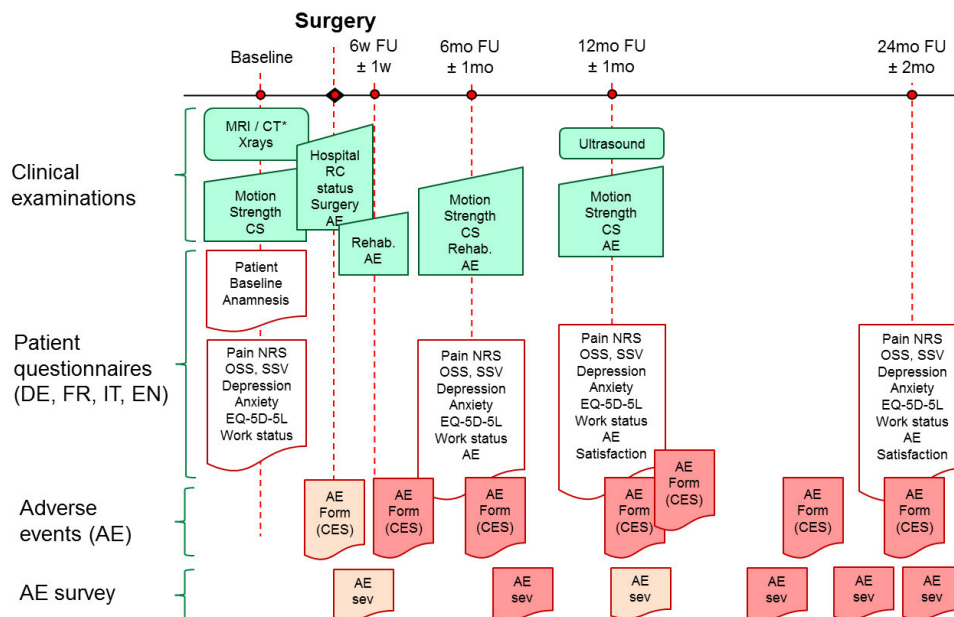 Surgery
Baseline
6w FU
± 1w
6mo FU
± 1mo
12mo FU
± 1mo
24mo FU
± 2mo
Clinical
examinations
MRI / CT*
Xrays
Motion
Strength
CS
Hospital
RC
status
Surgery
AE
Rehab.
AE
Motion
Strength
CS
Rehab.
AE
Ultrasound
Motion
Strength
CS
AE
Patient
questionnaires
(DE, FR, IT, EN)
Patient
Baseline
Anamnesis
Pain NRS
OSS, SSV
Depression
Anxiety
EQ-5D-5L
Work status
Pain NRS
OSS, SSV
Depression
Anxiety
EQ-5D-5L
Work status
AE
Pain NRS
OSS, SSV
Depression
Anxiety
EQ-5D-5L
Work status
AE
Satisfaction
Pain NRS
OSS, SSV
Depression
Anxiety
EQ-5D-5L
Work status
AE
Satisfaction
Adverse
events (AE)
AE
Form
(CES)
AE
Form
(CES)
AE
Form
(CES)
AE
Form
(CES)
AE
Form
(CES)
AE
Form
(CES)
AE
Form
(CES)
AE survey
AE
sev
AE
sev
AE
sev
AE
sev
AE
sev
AE
sev